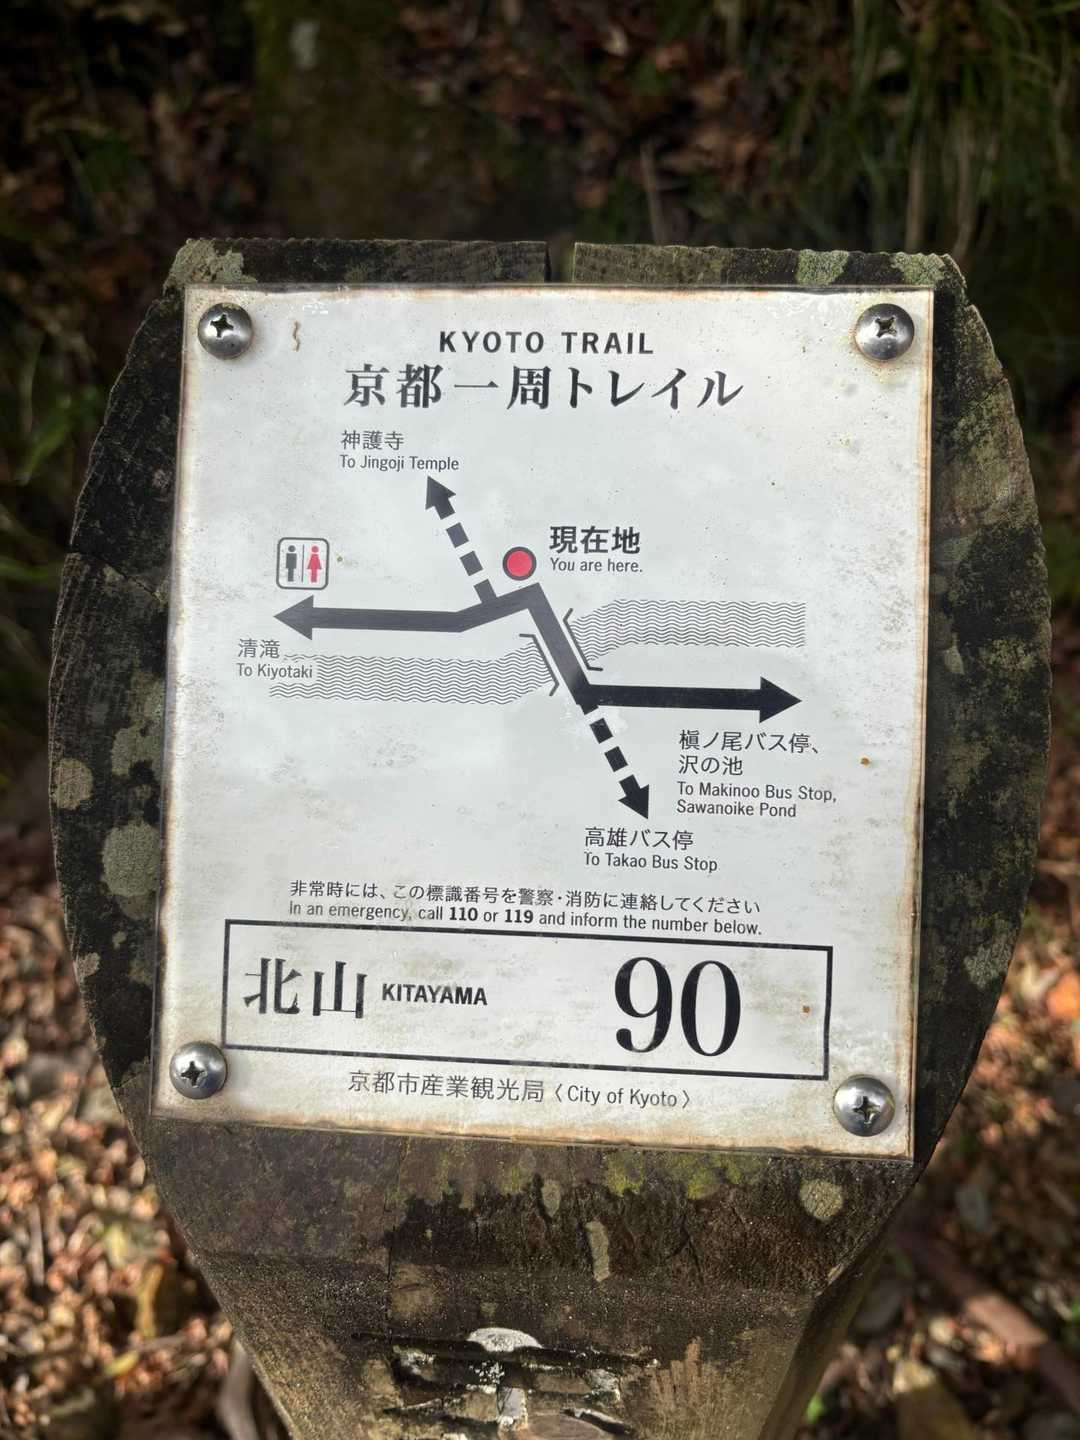 KYOTO TRAIL
京都一周トレイル
神護寺
To Jingoji Temple
現在地
You are here.
清滝
To Kiyotaki
槇ノ尾バス停、
沢の池
To Makinoo Bus Stop,
Sawanoike Pond
高雄バス停
To Takao Bus Stop
非常時には、この標識番号を警察・消防に連絡してください
In an emergency, call 110 or 119 and inform the number below.
北山 KITAYAMA 90
京都市産業観光局〈City of Kyoto〉